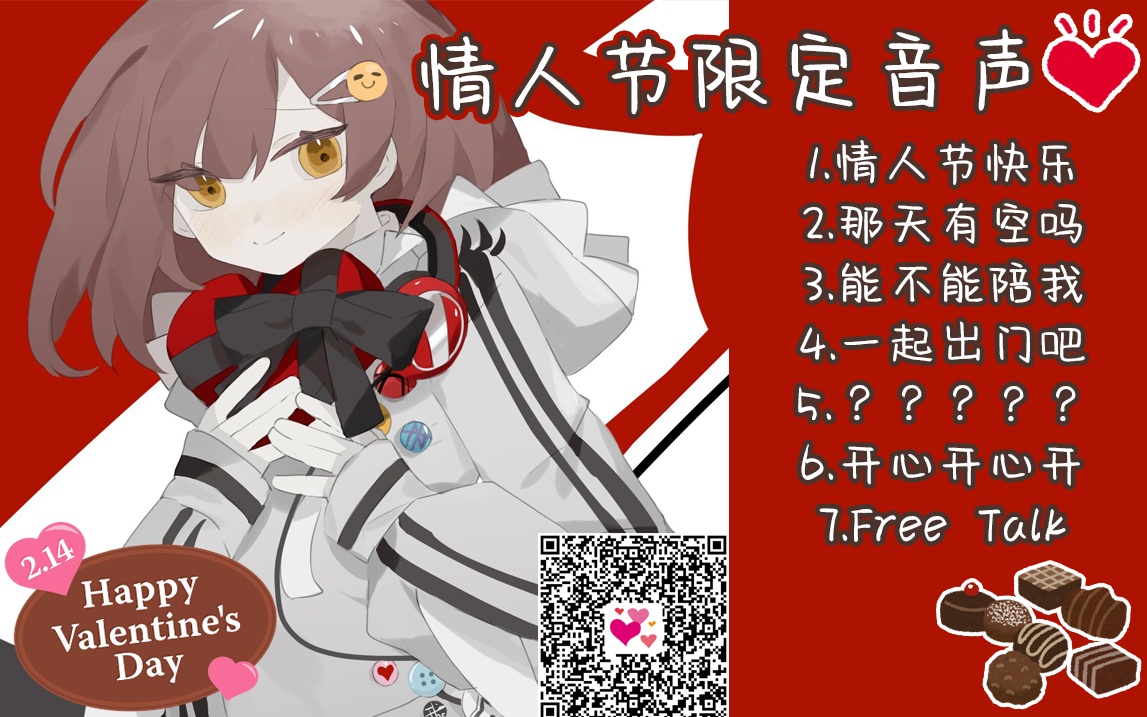 情人节限定音声
1.情人节快乐
2.那天有空吗
3.能不能陪我
4.一起出门吧
5.？？？？？
6.开心开心开
7.Free Talk
2.14
Happy
Valentine's
Day